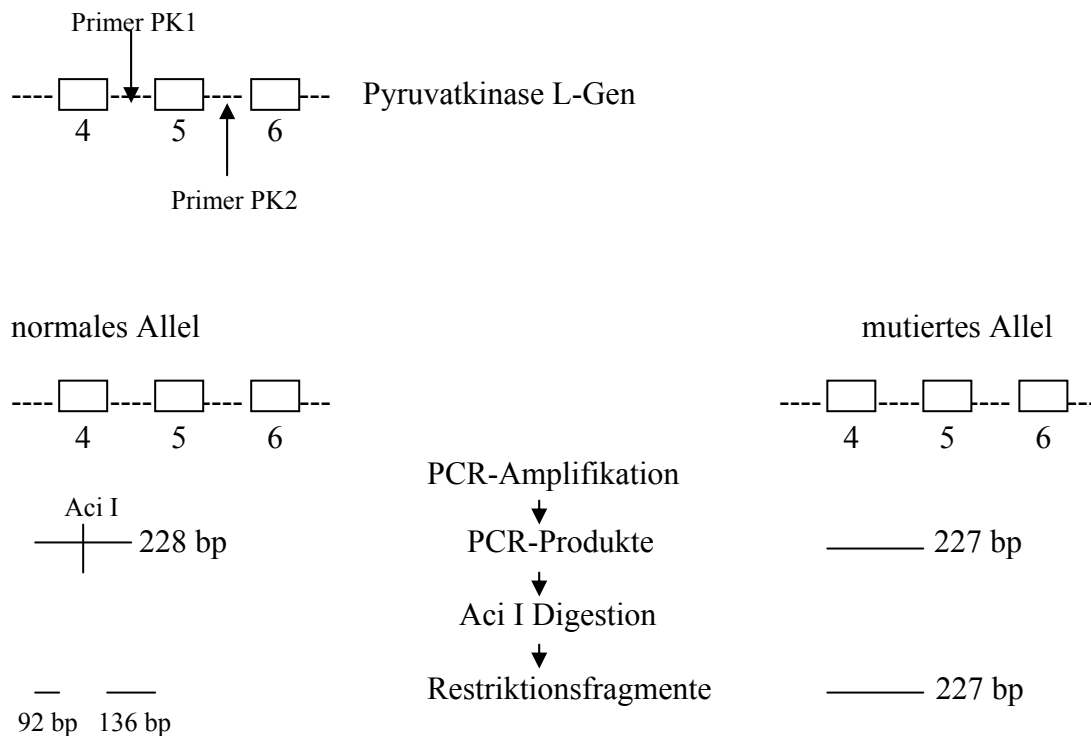 Primer PK1
Pyruvatkinase L-Gen
4 5 6
Primer PK2
normales Allel mutiertes Allel
4 5 6 4 5 6
PCR-Amplifikation
Aci I
228 bp PCR-Produkte 227 bp
Aci I Digestion
Restriktionsfragmente 227 bp
92 bp 136 bp